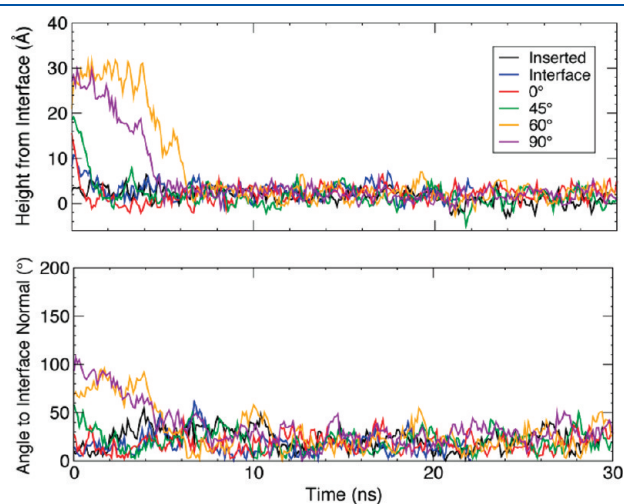 40
30
20
10
0
Height from Interface (Å)
Inserted
Interface
0°
45°
60°
90°
200
150
100
50
0
Angle to Interface Normal (°)
0 10 20 30
Time (ns)